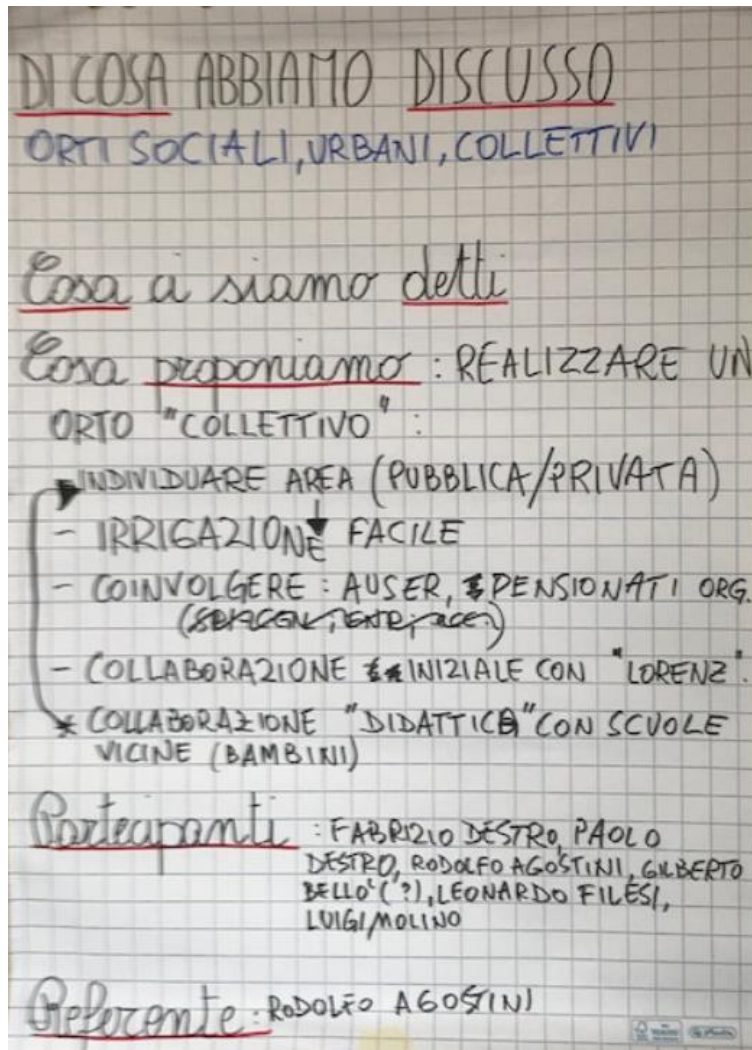 DI COSA ABBIAMO DISCUSSO
ORTI SOCIALI, URBANI, COLLETTIVI
Cosa ci siamo detti
Cosa proponiamo : REALIZZARE UN
ORTO "COLLETTIVO" :
INDIVIDUARE AREA (PUBBLICA/PRIVATA)
- IRRIGAZIONE FACILE
- COINVOLGERE : AUSER, PENSIONATI ORG.
- COLLABORAZIONE INIZIALE CON "LORENZ".
* COLLABORAZIONE "DIDATTICA" CON SCUOLE
VICINE (BAMBINI)
Partecipanti : FABRIZIO DESTRO, PAOLO
DESTRO, RODOLFO AGOSTINI, GILBERTO
BELLO' (?), LEONARDO FILESI,
LUIGI MOLINO
Referente : RODOLFO AGOSTINI